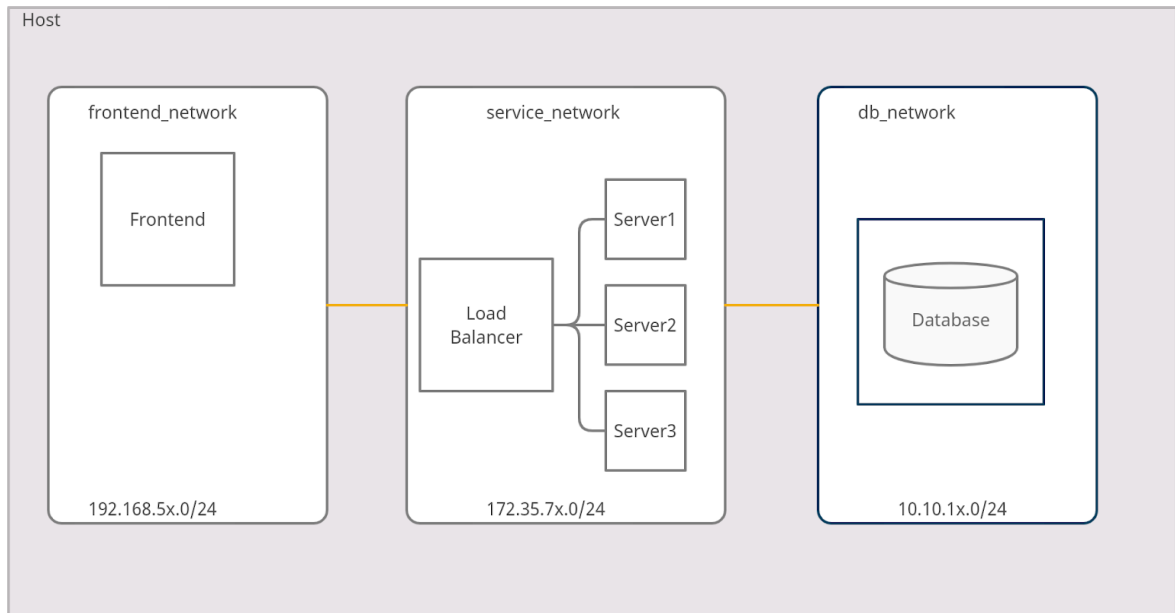 Host
frontend_network
Frontend
192.168.5x.0/24
service_network
Load
Balancer
Server1
Server2
Server3
172.35.7x.0/24
db_network
Database
10.10.1x.0/24